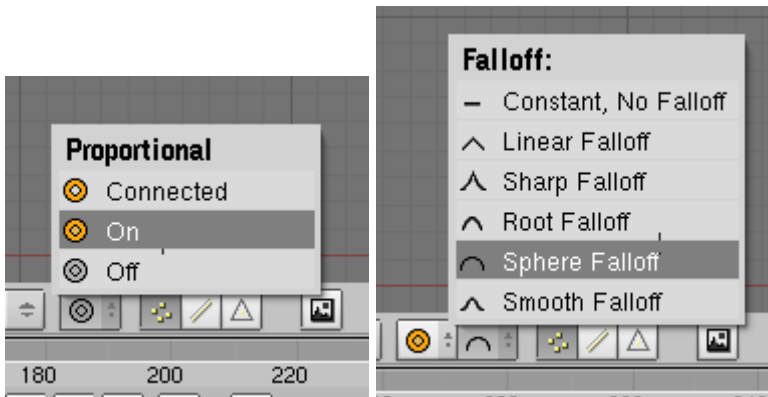 Proportional
Connected
On
Off
180 200 220
Falloff:
Constant, No Falloff
Linear Falloff
Sharp Falloff
Root Falloff
Sphere Falloff
Smooth Falloff